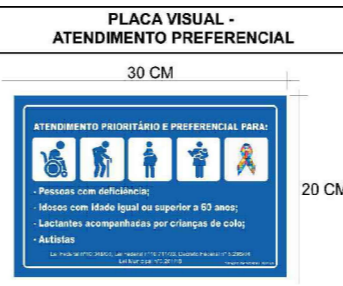 PLACA VISUAL -
ATENDIMENTO PREFERENCIAL
30 CM
ATENDIMENTO PRIORITÁRIO E PREFERENCIAL PARA:
- Pessoas com deficiência;
- Idosos com idade igual ou superior a 60 anos;
- Lactantes acompanhadas por crianças de colo;
- Autistas
20 CM